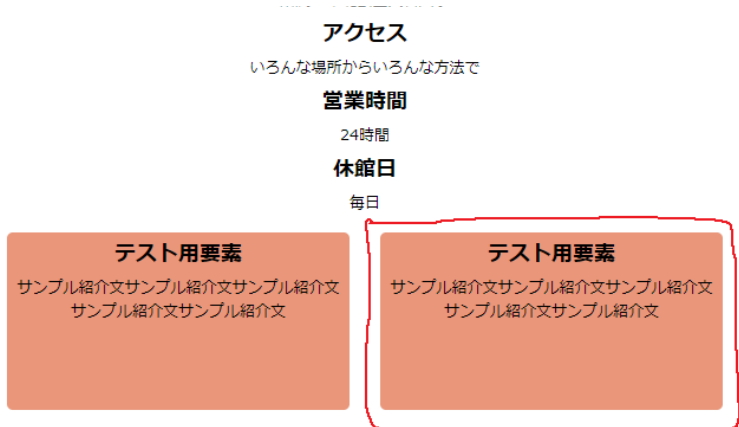 アクセス
いろんな場所からいろんな方法で
営業時間
24時間
休館日
毎日
テスト用要素
サンプル紹介文サンプル紹介文サンプル紹介文
サンプル紹介文サンプル紹介文
テスト用要素
サンプル紹介文サンプル紹介文サンプル紹介文
サンプル紹介文サンプル紹介文